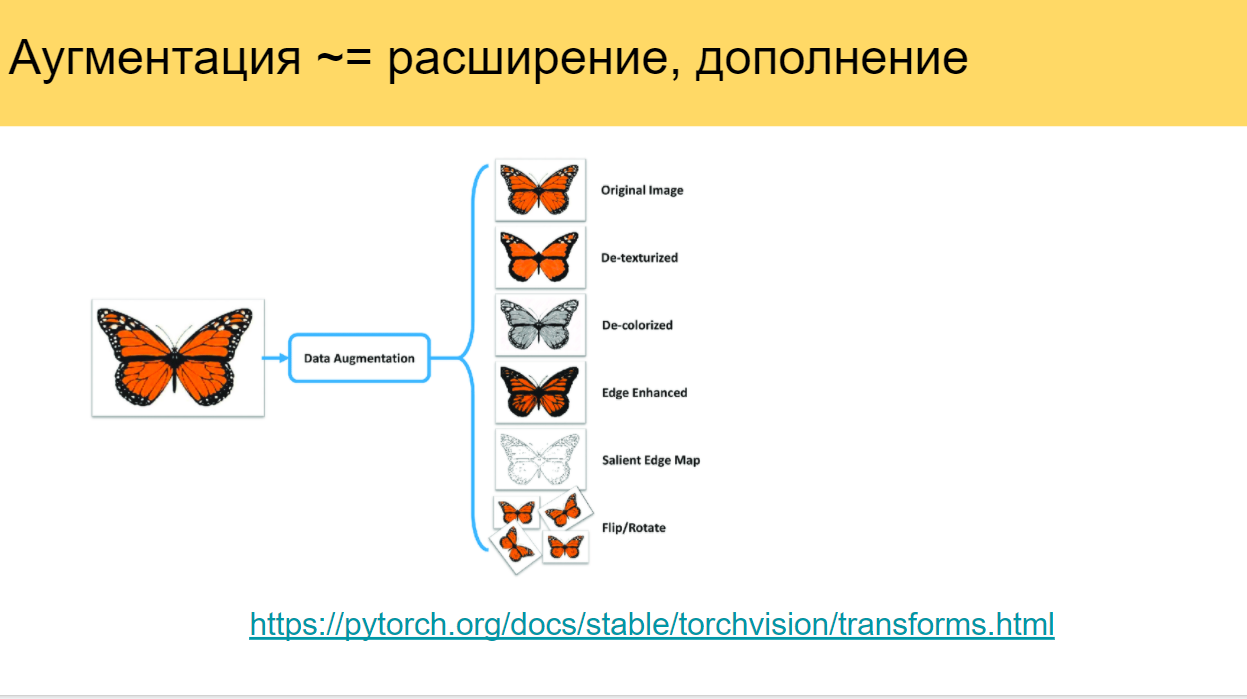 Аугментация ~= расширение, дополнение
Original Image
De-texturized
De-colorized
Data Augmentation
Edge Enhanced
Salient Edge Map
Flip/Rotate
https://pytorch.org/docs/stable/torchvision/transforms.html